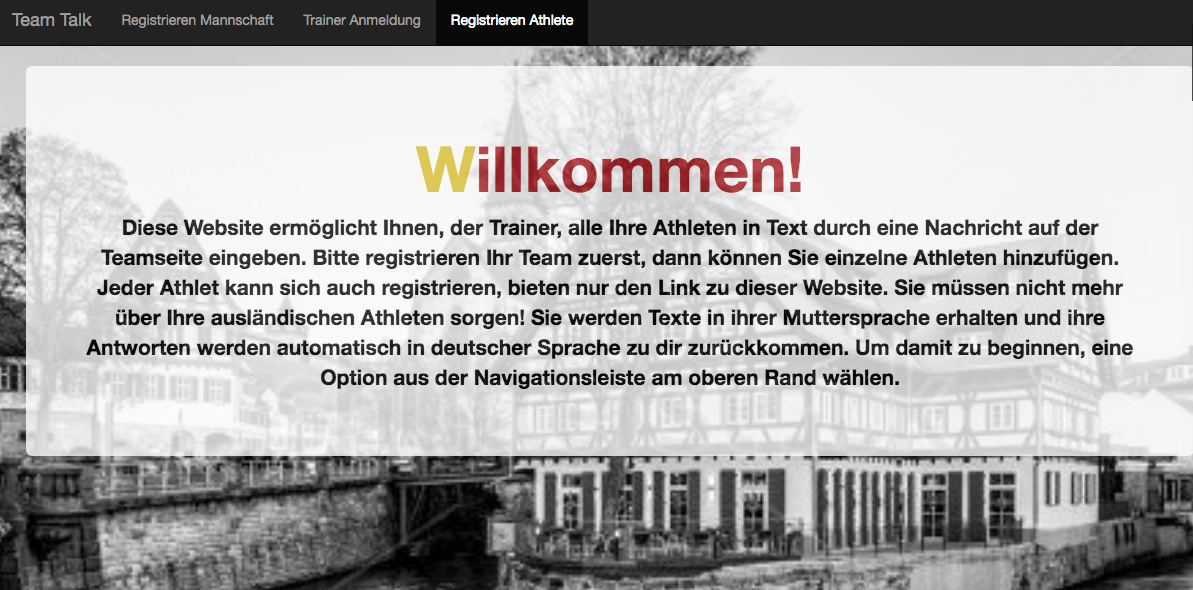 Team Talk Registrieren Mannschaft Trainer Anmeldung Registrieren Athlete
Willkommen!
Diese Website ermöglicht Ihnen, der Trainer, alle Ihre Athleten in Text durch eine Nachricht auf der
Teamseite eingeben. Bitte registrieren Ihr Team zuerst, dann können Sie einzelne Athleten hinzufügen.
Jeder Athlet kann sich auch registrieren, bieten nur den Link zu dieser Website. Sie müssen nicht mehr
über Ihre ausländischen Athleten sorgen! Sie werden Texte in ihrer Muttersprache erhalten und ihre
Antworten werden automatisch in deutscher Sprache zu dir zurückkommen. Um damit zu beginnen, eine
Option aus der Navigationsleiste am oberen Rand wählen.